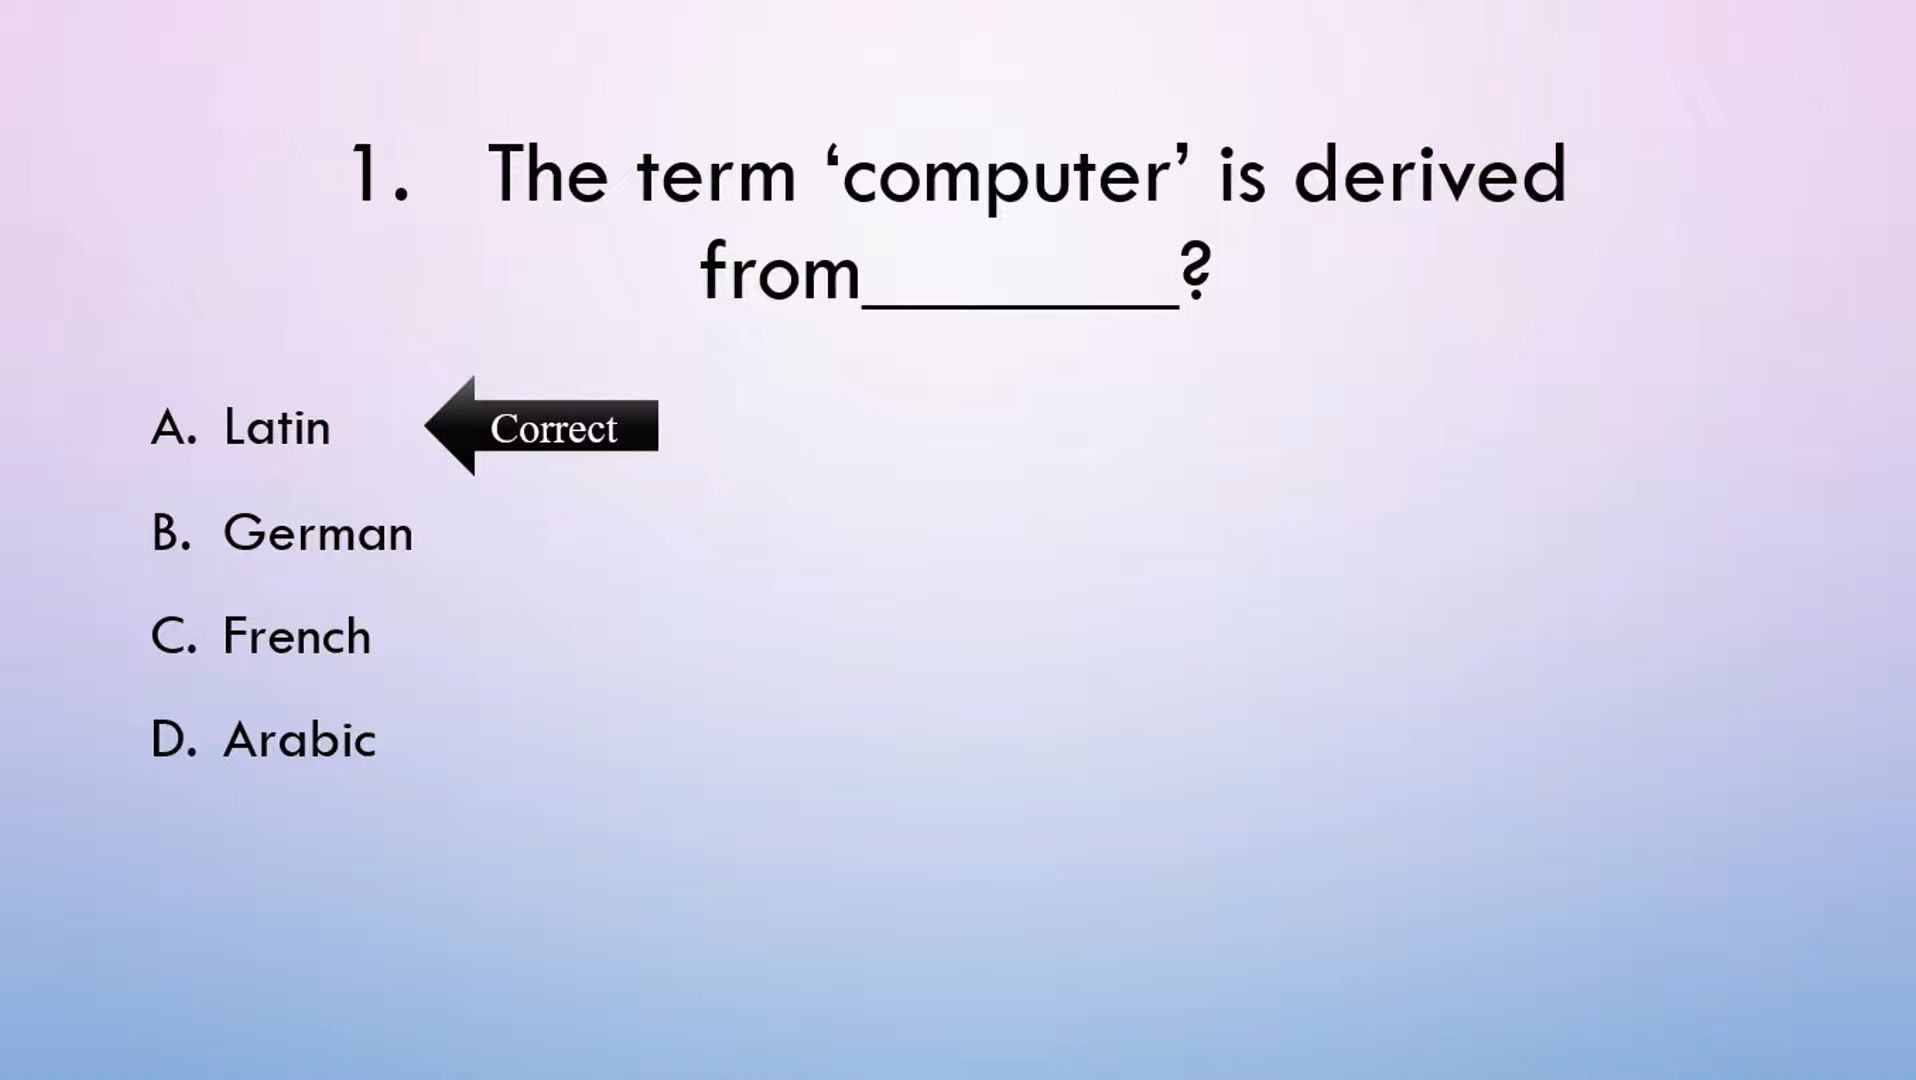 1. The term ‘computer’ is derived
from________?
A. Latin
Correct
B. German
C. French
D. Arabic